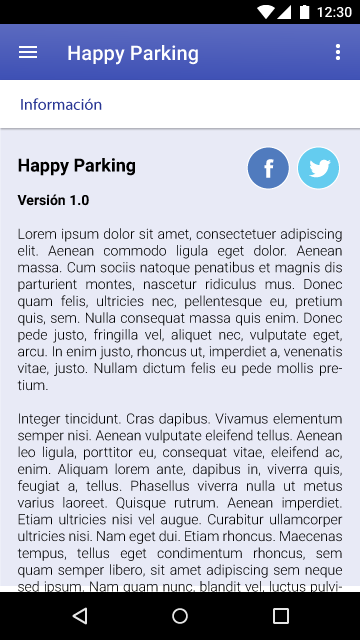 12:30
Happy Parking
Información
Happy Parking
Versión 1.0
Lorem ipsum dolor sit amet, consectetuer adipiscing
elit. Aenean commodo ligula eget dolor. Aenean
massa. Cum sociis natoque penatibus et magnis dis
parturient montes, nascetur ridiculus mus. Donec
quam felis, ultricies nec, pellentesque eu, pretium
quis, sem. Nulla consequat massa quis enim. Donec
pede justo, fringilla vel, aliquet nec, vulputate eget,
arcu. In enim justo, rhoncus ut, imperdiet a, venenatis
vitae, justo. Nullam dictum felis eu pede mollis pre-
tium.
Integer tincidunt. Cras dapibus. Vivamus elementum
semper nisi. Aenean vulputate eleifend tellus. Aenean
leo ligula, porttitor eu, consequat vitae, eleifend ac,
enim. Aliquam lorem ante, dapibus in, viverra quis,
feugiat a, tellus. Phasellus viverra nulla ut metus
varius laoreet. Quisque rutrum. Aenean imperdiet.
Etiam ultricies nisi vel augue. Curabitur ullamcorper
ultricies nisi. Nam eget dui. Etiam rhoncus. Maecenas
tempus, tellus eget condimentum rhoncus, sem
quam semper libero, sit amet adipiscing sem neque
sed ipsum. Nam quam nunc, blandit vel, luctus pulvi-